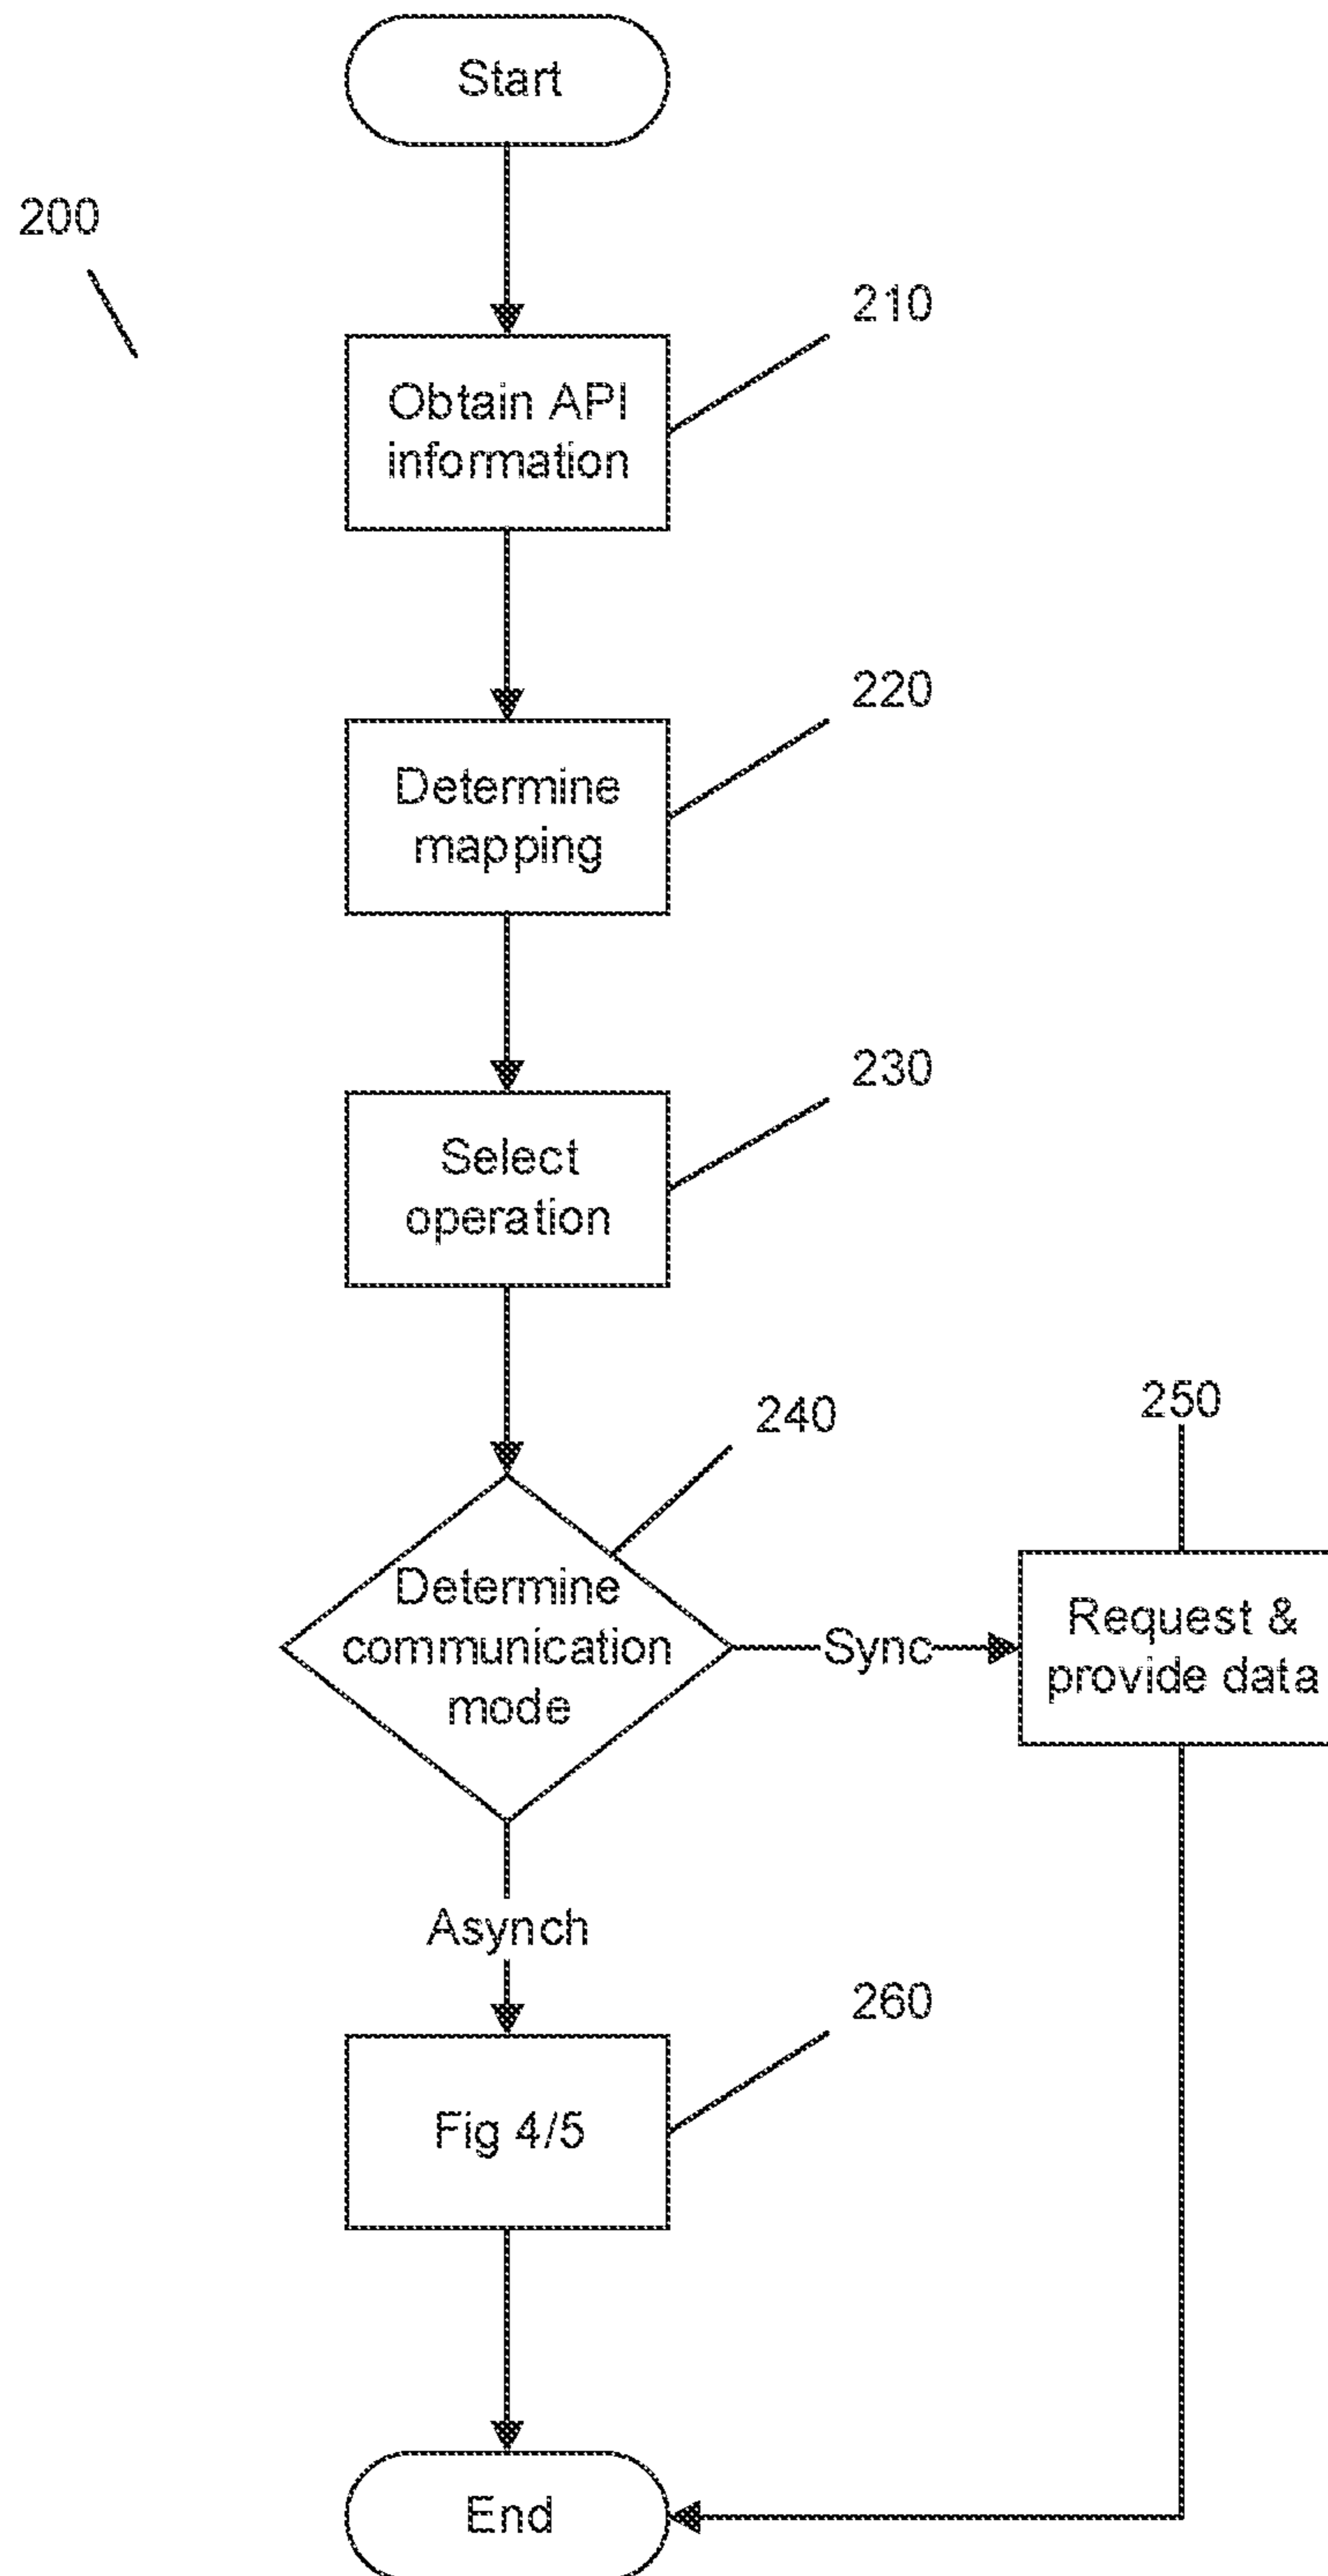 Start
200
210
Obtain API
information
220
Determine
mapping
230
Select
operation
240
250
Determine
communication
mode
Sync
Request &
provide data
Asynch
260
Fig 4/5
End